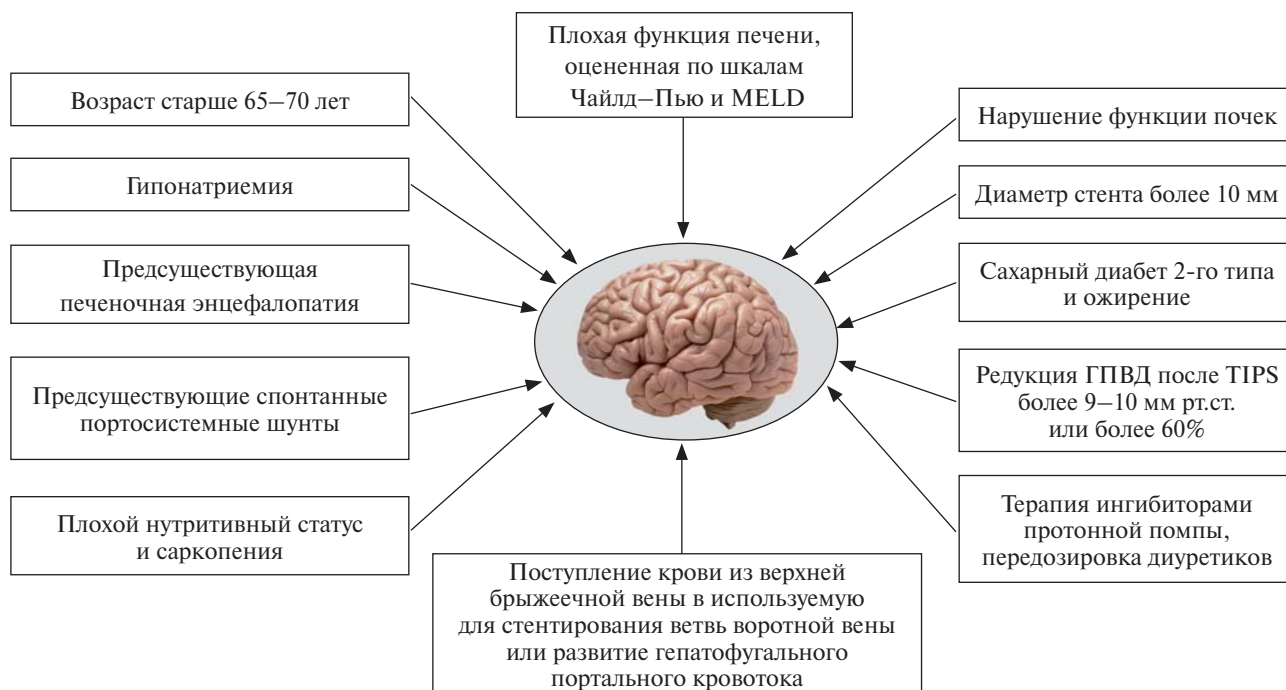 Плохая функция печени,
оцененная по шкалам
Чайлд–Пью и MELD
Возраст старше 65–70 лет
Гипонатриемия
Предсуществующая
печеночная энцефалопатия
Предсуществующие спонтанные
портосистемные шунты
Плохой нутритивный статус
и саркопения
Нарушение функции почек
Диаметр стента более 10 мм
Сахарный диабет 2-го типа
и ожирение
Редукция ГПВД после TIPS
более 9–10 мм рт.ст.
или более 60%
Терапия ингибиторами
протонной помпы,
передозировка диуретиков
Поступление крови из верхней
брыжеечной вены в используемую
для стентирования ветвь воротной вены
или развитие гепатофугального
портального кровотока